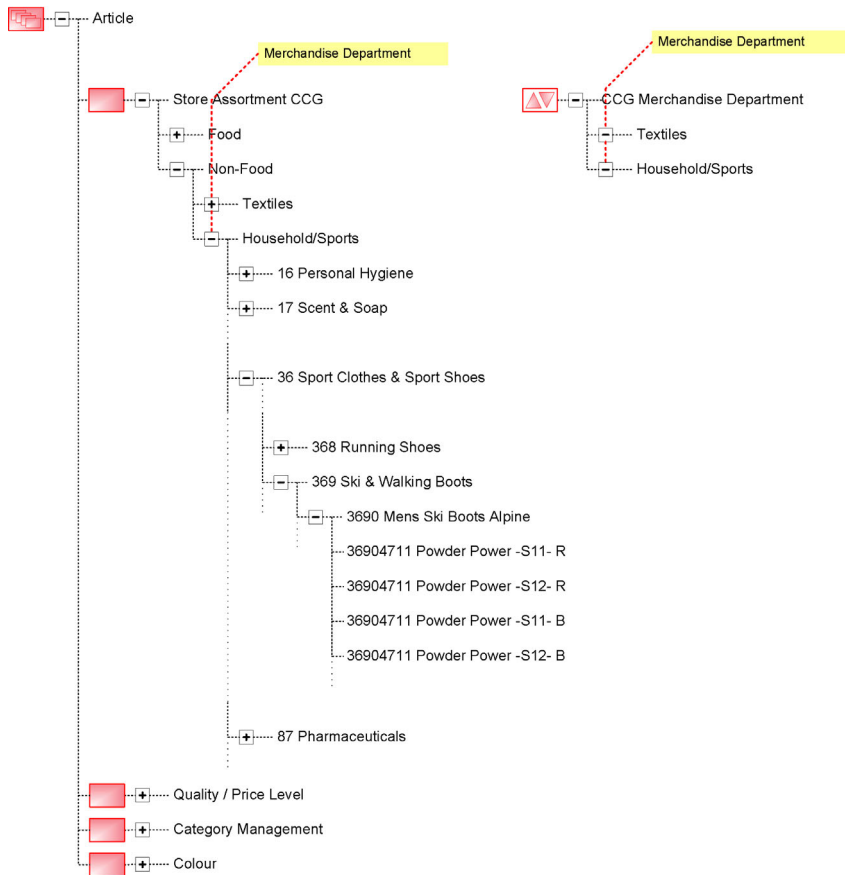 Article
Merchandise Department
Merchandise Department
Store Assortment CCG
CCG Merchandise Department
Food
Textiles
Non-Food
Household/Sports
Textiles
Household/Sports
16 Personal Hygiene
17 Scent & Soap
36 Sport Clothes & Sport Shoes
368 Running Shoes
369 Ski & Walking Boots
3690 Mens Ski Boots Alpine
36904711 Powder Power -S11- R
36904711 Powder Power -S12- R
36904711 Powder Power -S11- B
36904711 Powder Power -S12- B
87 Pharmaceuticals
Quality / Price Level
Category Management
Colour